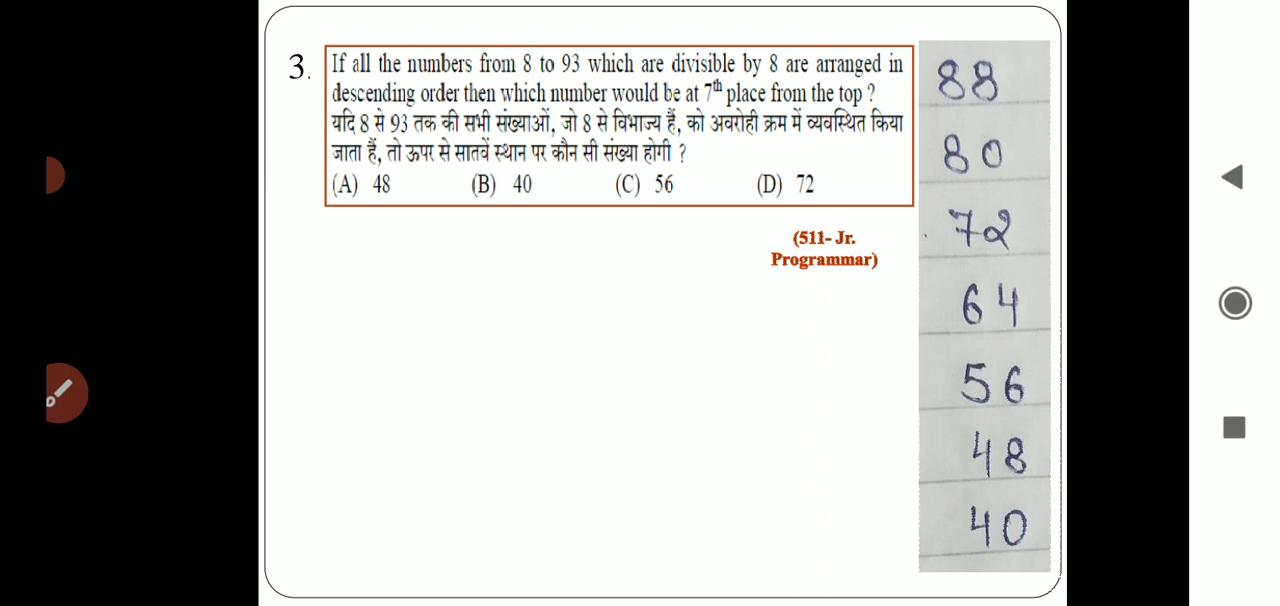 3.
If all the numbers from 8 to 93 which are divisible by 8 are arranged in
descending order then which number would be at 7th place from the top ?
यदि 8 से 93 तक की सभी संख्याओं, जो 8 से विभाज्य हैं, को अवरोही क्रम में व्यवस्थित किया
जाता हैं, तो ऊपर से सातवें स्थान पर कौन सी संख्या होगी ?
(A) 48 (B) 40 (C) 56 (D) 72
(511- Jr.
Programmar)
88
80
72
64
56
48
40